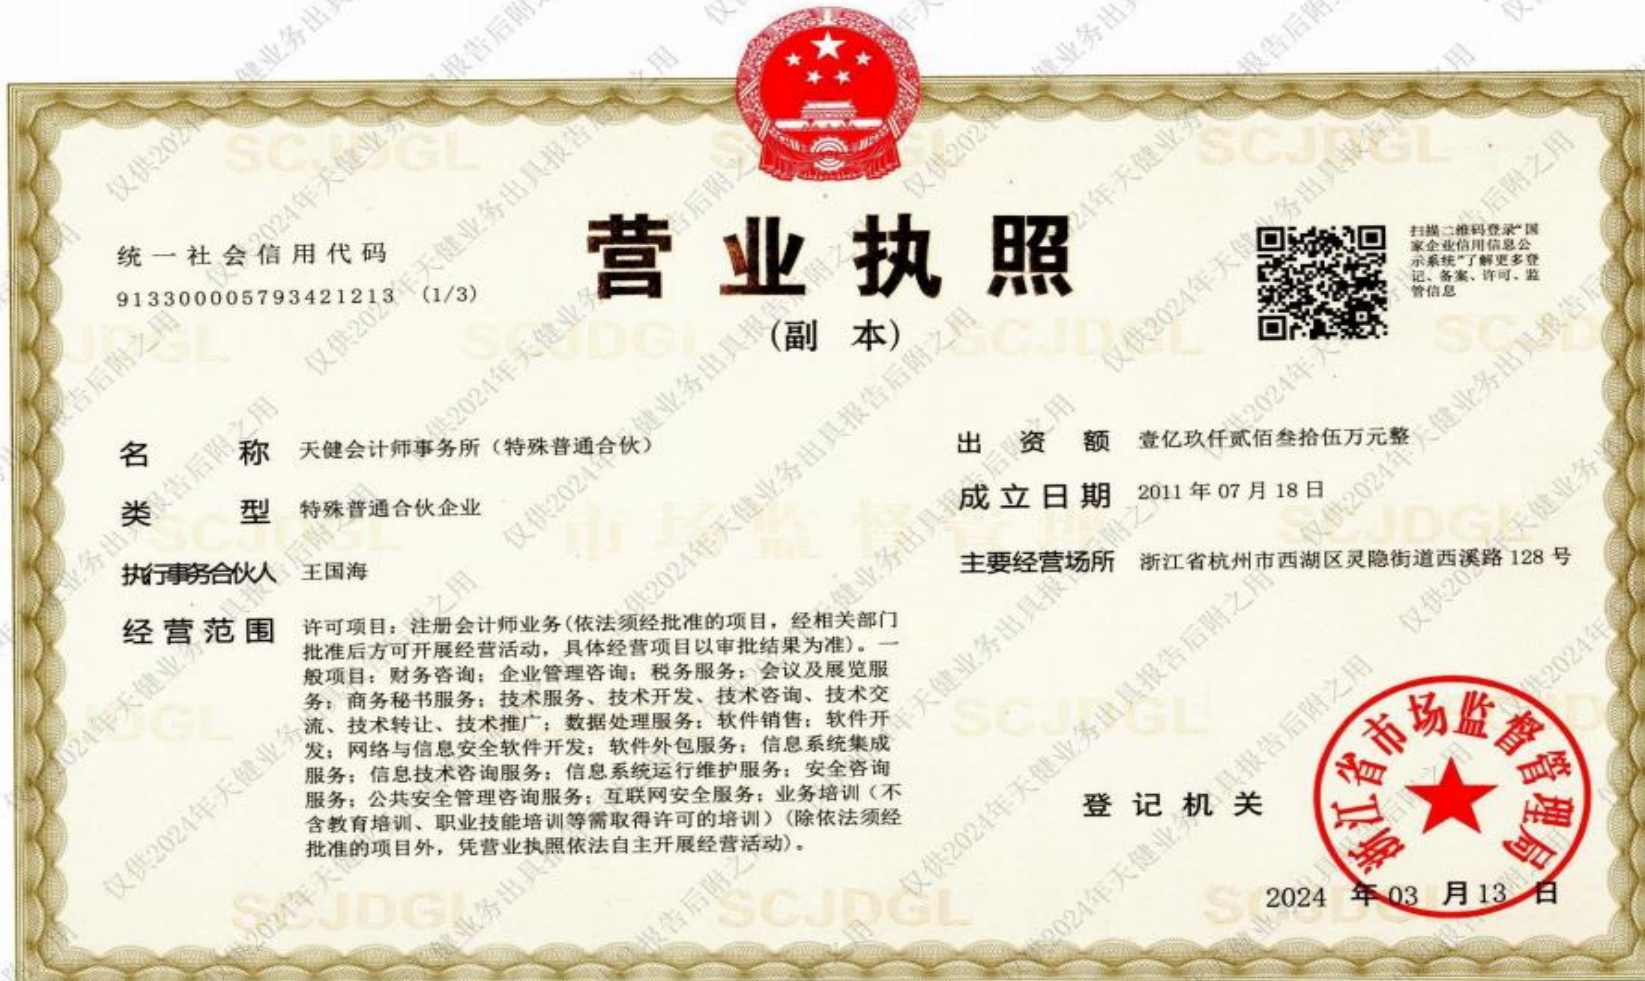 营业执照
(副 本)
统一社会信用代码
913300005793421213 (1/3)
扫描二维码登录“国
家企业信用信息公
示系统”了解更多登
记、备案、许可、监
管信息
名 称 天健会计师事务所（特殊普通合伙）
类 型 特殊普通合伙企业
执行事务合伙人 王国海
经营范围 许可项目：注册会计师业务(依法须经批准的项目，经相关部门
批准后方可开展经营活动，具体经营项目以审批结果为准)。一
般项目：财务咨询；企业管理咨询；税务服务；会议及展览服
务；商务秘书服务；技术服务、技术开发、技术咨询、技术交
流、技术转让、技术推广；数据处理服务；软件销售；软件开
发；网络与信息安全软件开发；软件外包服务；信息系统集成
服务；信息技术咨询服务；信息系统运行维护服务；安全咨询
服务；公共安全管理咨询服务；互联网安全服务；业务培训（不
含教育培训、职业技能培训等需取得许可的培训）(除依法须经
批准的项目外，凭营业执照依法自主开展经营活动)。
出 资 额 壹亿玖仟贰佰叁拾伍万元整
成立日期 2011 年 07 月 18 日
主要经营场所 浙江省杭州市西湖区灵隐街道西溪路 128 号
登记机关
浙江省市场监督管理局
2024 年 03 月 13 日
SCJDGL
市场监督管理
仅供2024年天健业务出具报告后附之用